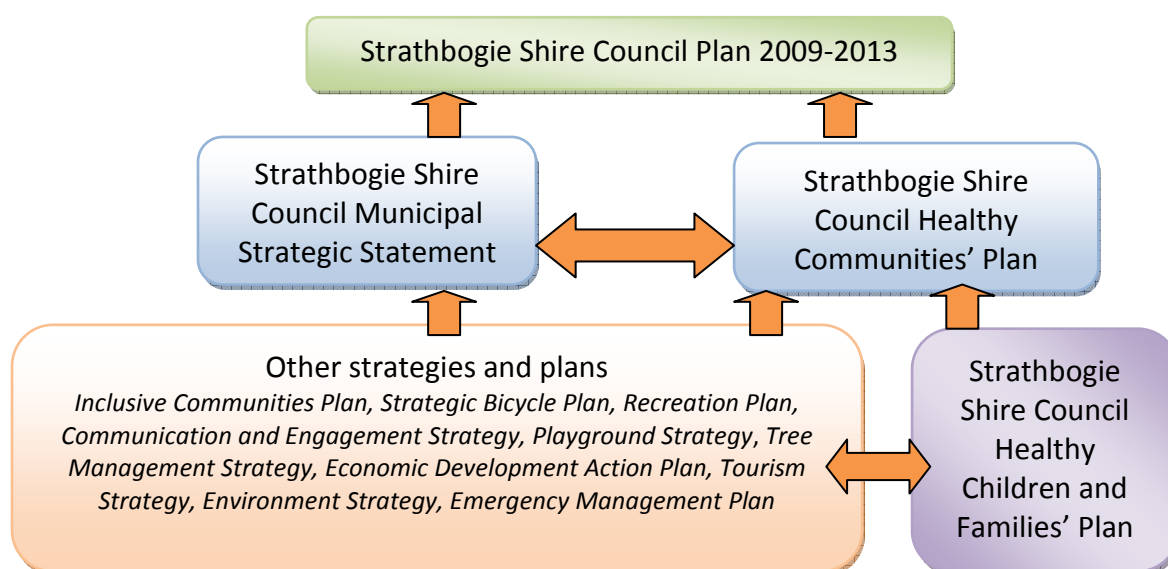 Strathbogie Shire Council Plan 2009-2013
Strathbogie Shire
Council Municipal
Strategic Statement
Strathbogie Shire
Council Healthy
Communities’ Plan
Other strategies and plans
Inclusive Communities Plan, Strategic Bicycle Plan, Recreation Plan,
Communication and Engagement Strategy, Playground Strategy, Tree
Management Strategy, Economic Development Action Plan, Tourism
Strategy, Environment Strategy, Emergency Management Plan
Strathbogie
Shire Council
Healthy
Children and
Families’ Plan